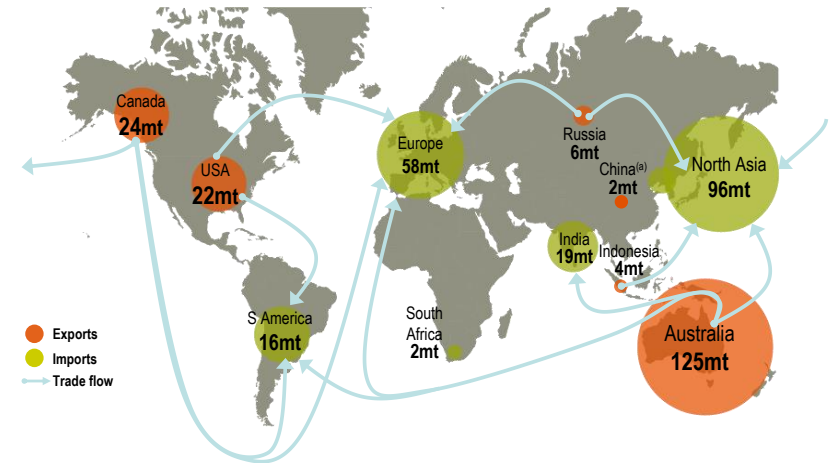 Canada
24mt
USA
22mt
Europe
58mt
Russia
6mt
China(a)
2mt
North Asia
96mt
India
19mt
Indonesia
4mt
S America
16mt
South
Africa
2mt
Australia
125mt
Exports
Imports
Trade flow